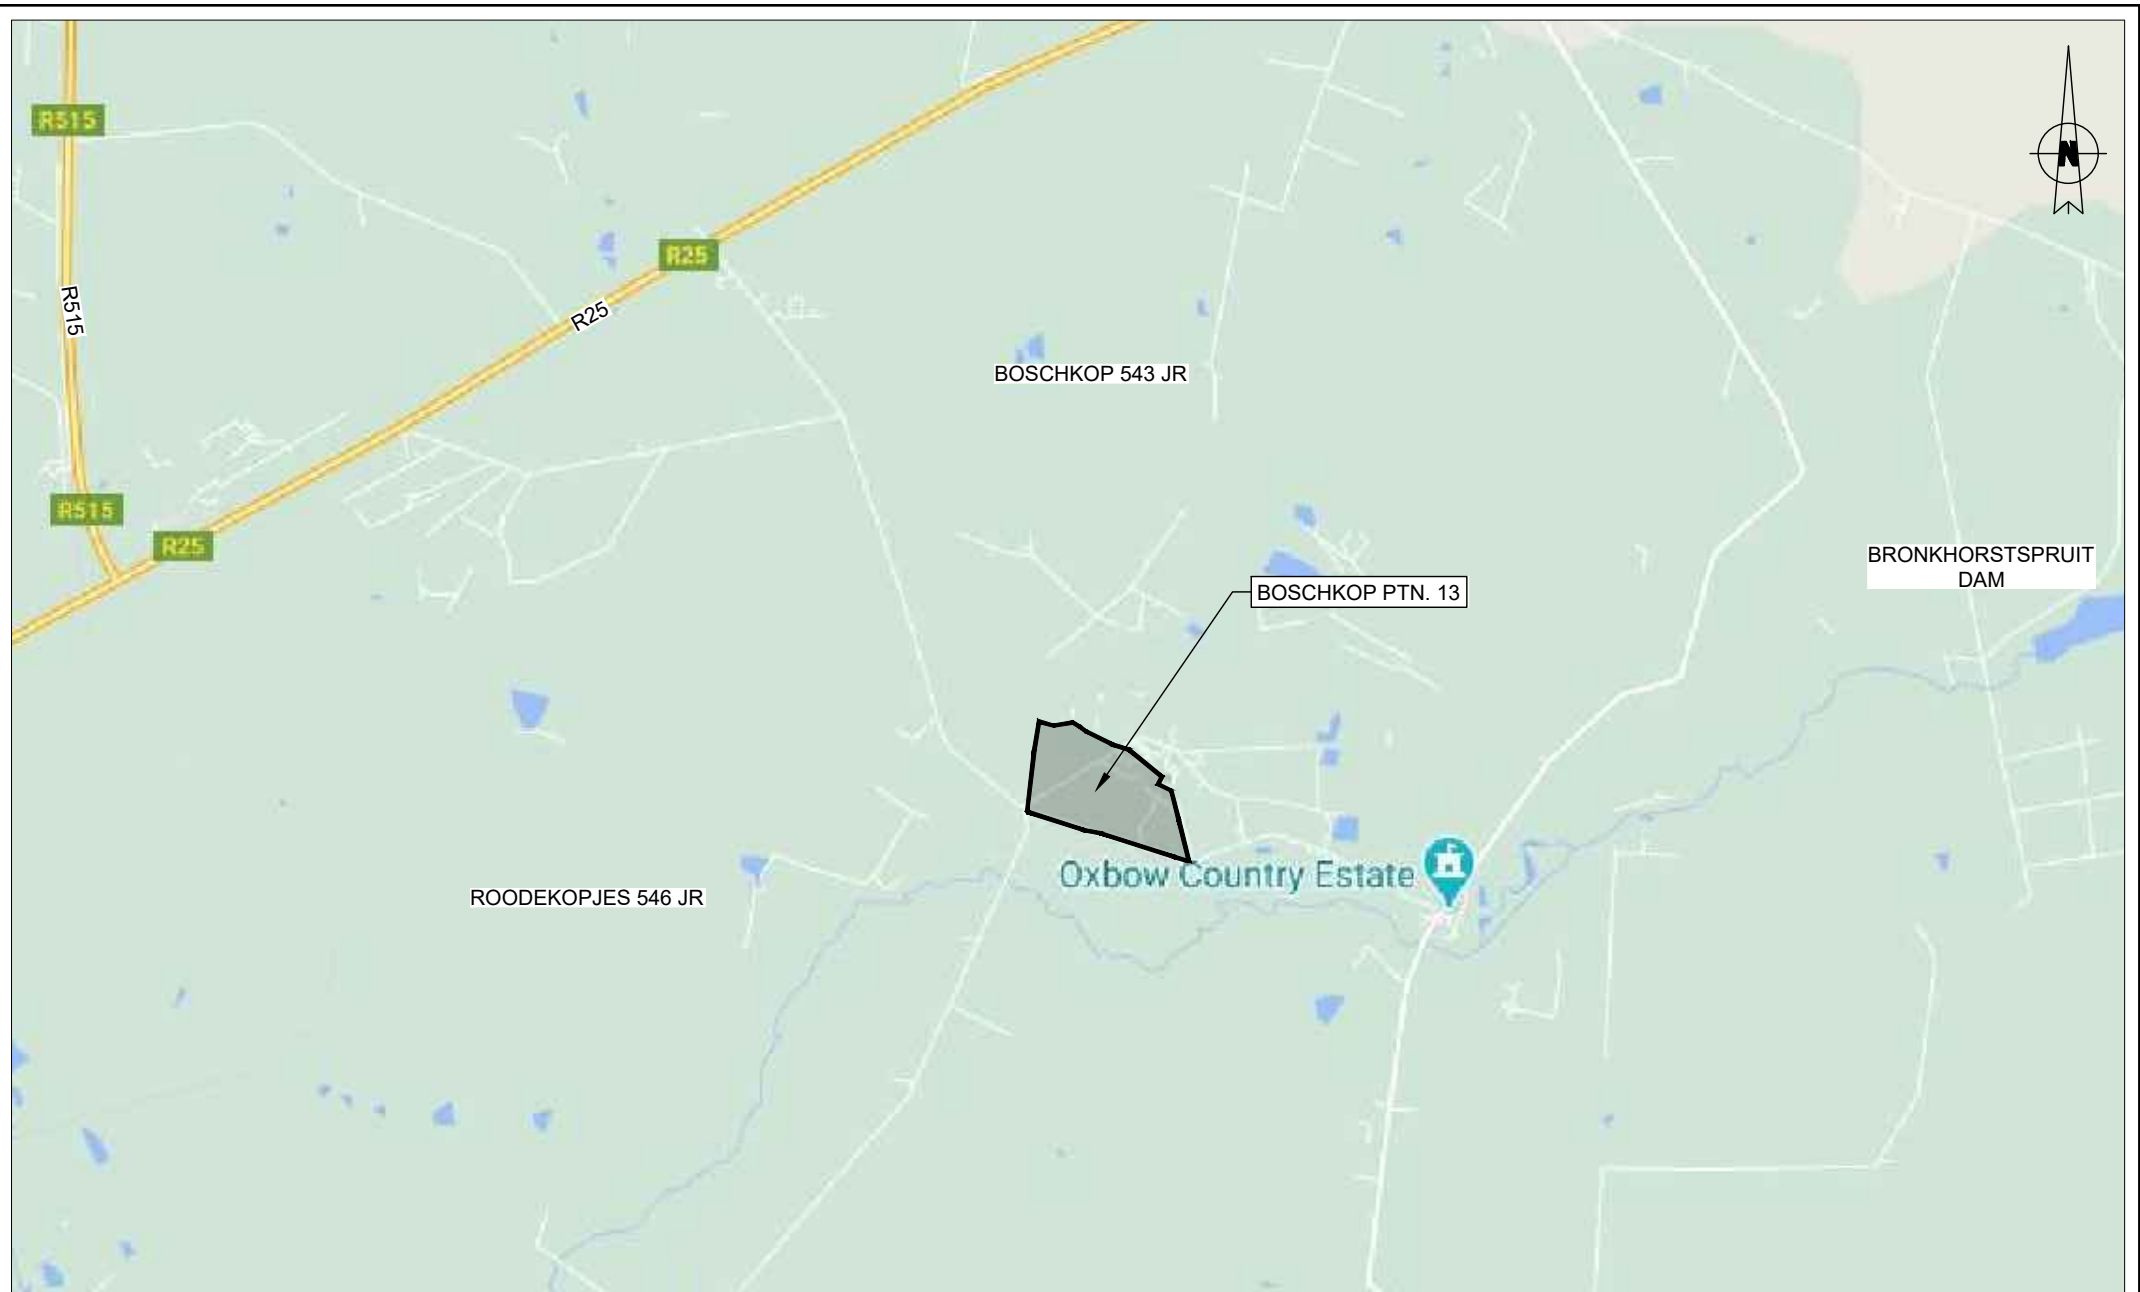 R515
N
R25
R515
R25
BOSCHKOP 543 JR
R515
R25
BRONKHORSTSPRUIT
DAM
BOSCHKOP PTN. 13
Oxbow Country Estate
ROODEKOPJES 546 JR